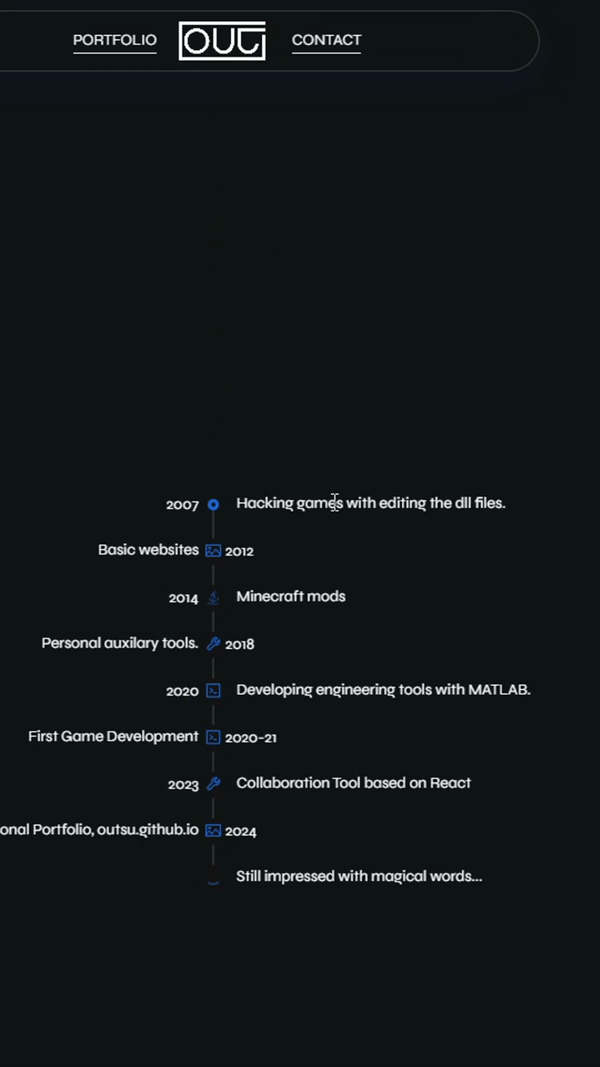 PORTFOLIO OUT CONTACT
2007 Hacking games with editing the dll files.
Basic websites 2012
2014 Minecraft mods
Personal auxilary tools. 2018
2020 Developing engineering tools with MATLAB.
First Game Development 2020-21
2023 Collaboration Tool based on React
onal Portfolio, outsu.github.io 2024
Still impressed with magical words...